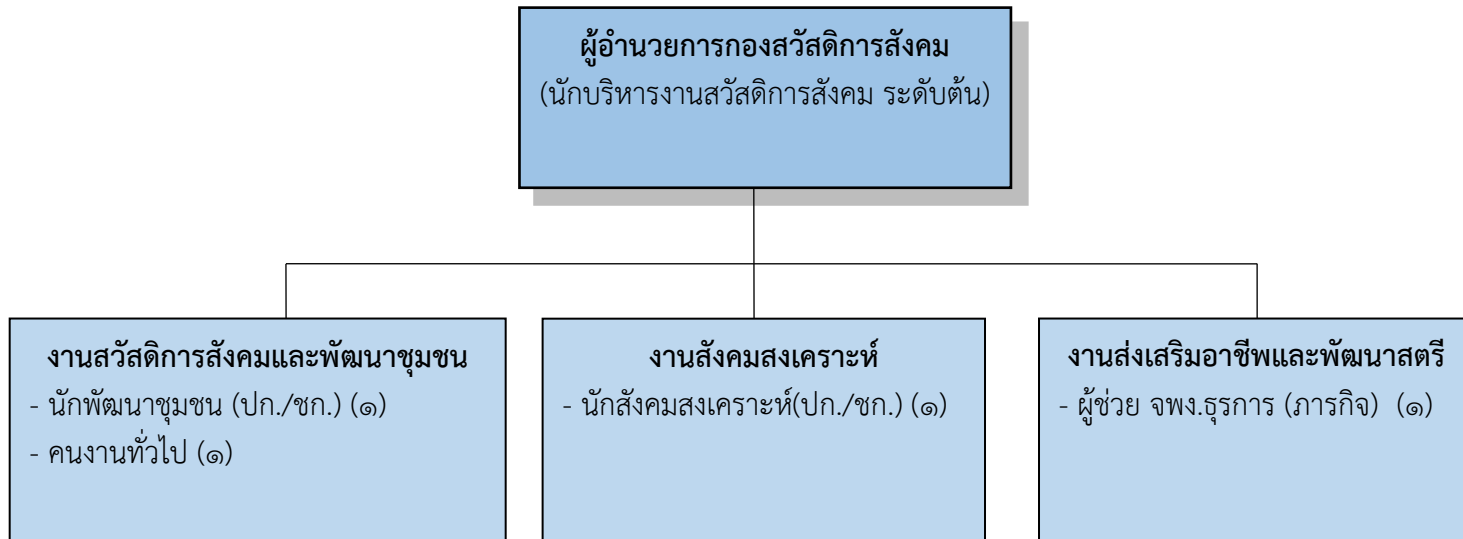 ผู้อำนวยการกองสวัสดิการสังคม
(นักบริหารงานสวัสดิการสังคม ระดับต้น)
งานสวัสดิการสังคมและพัฒนาชุมชน
- นักพัฒนาชุมชน (ปก./ชก.) (๑)
- คนงานทั่วไป (๑)
งานสังคมสงเคราะห์
- นักสังคมสงเคราะห์(ปก./ชก.) (๑)
งานส่งเสริมอาชีพและพัฒนาสตรี
- ผู้ช่วย จพง.ธุรการ (ภารกิจ) (๑)